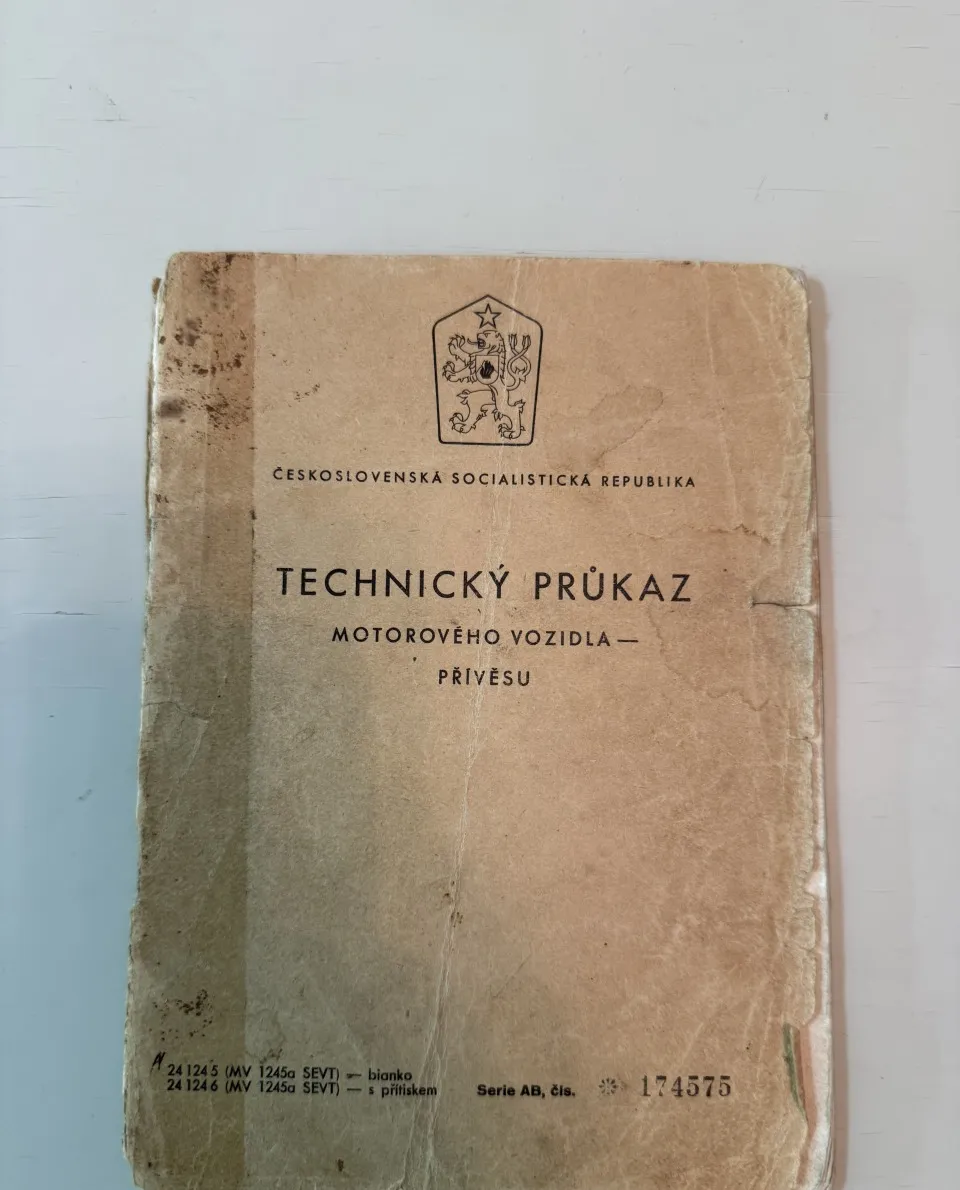 ČESKOSLOVENSKÁ SOCIALISTICKÁ REPUBLIKA
TECHNICKÝ PRŮKAZ
MOTOROVÉHO VOZIDLA —
PŘÍVĚSU
24 124 5 (MV 1245a SEVT) — bianko
24 124 6 (MV 1245a SEVT) — s přítiskem
Serie AB, čís. 174575